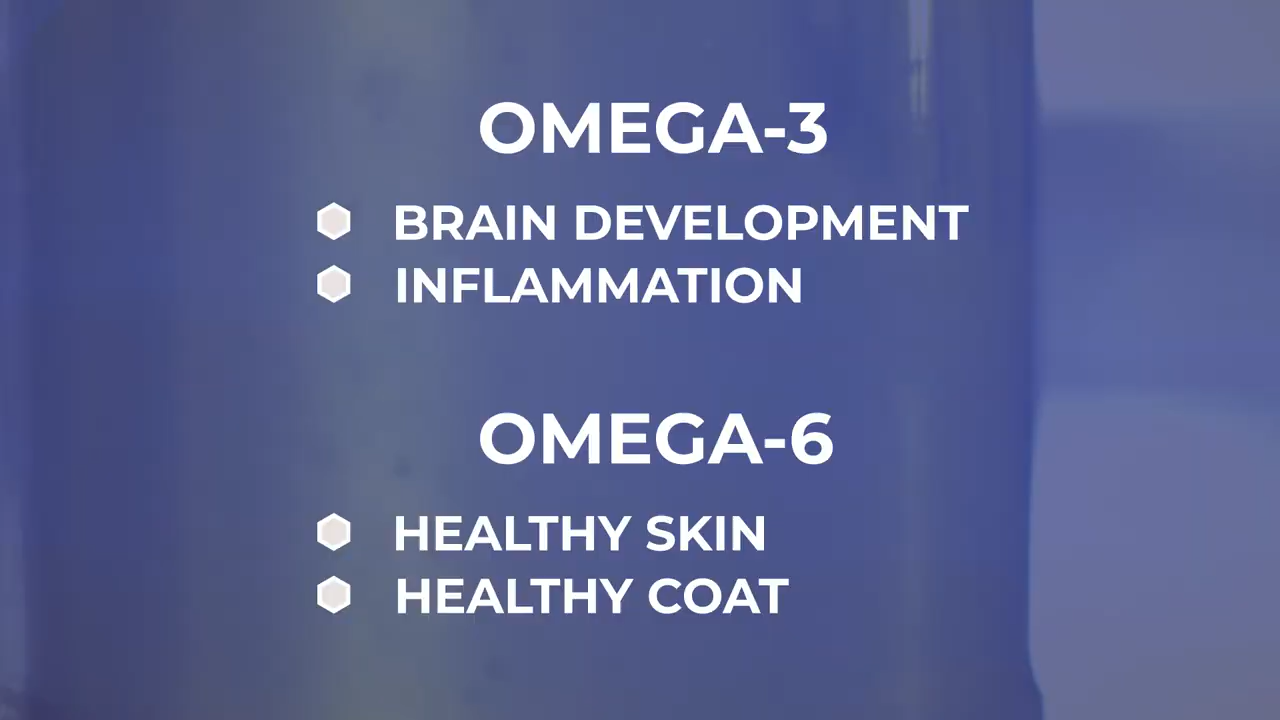 OMEGA-3
BRAIN DEVELOPMENT
INFLAMMATION
OMEGA-6
HEALTHY SKIN
HEALTHY COAT